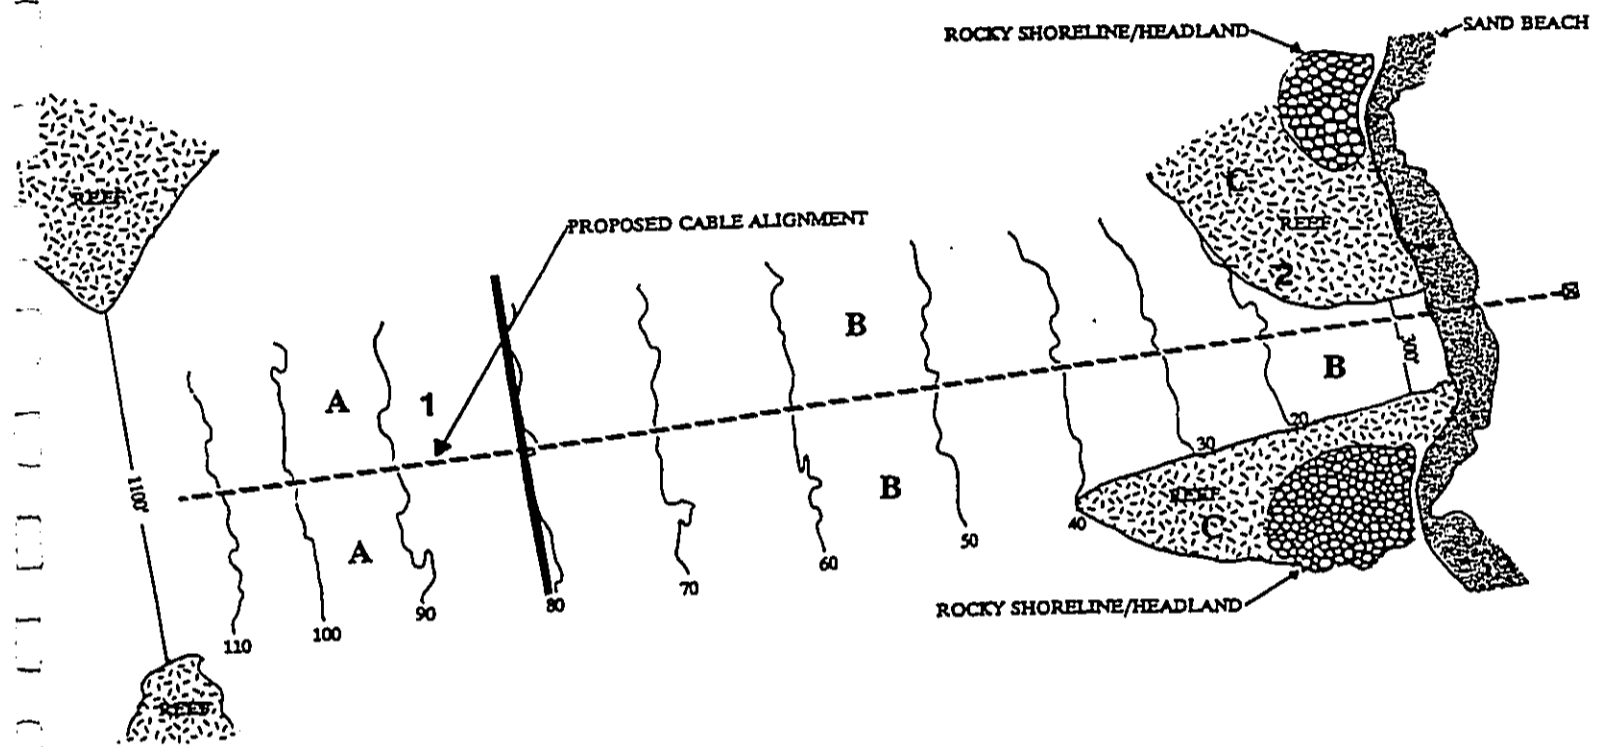 ROCKY SHORELINE/HEADLAND
SAND BEACH
C
REEF
REEF
PROPOSED CABLE ALIGNMENT
2
B
300'
B
A
1
20
30
B
REEF
C
40
1100'
A
50
60
70
80
90
100
110
ROCKY SHORELINE/HEADLAND
REEF